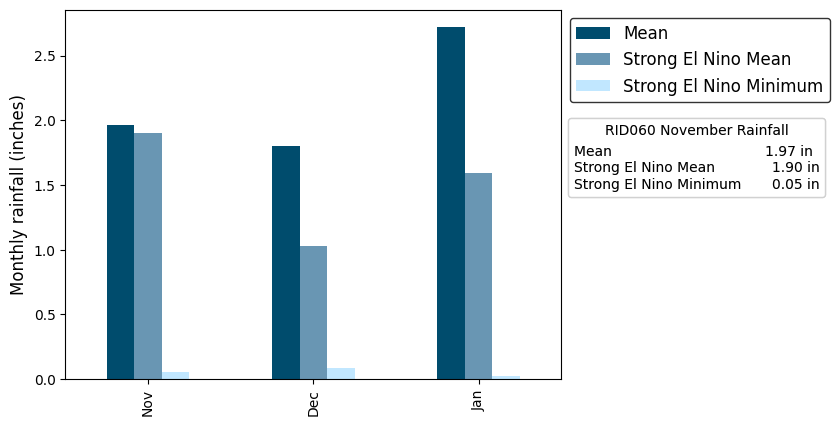 Monthly rainfall (inches)
2.5
2.0
1.5
1.0
0.5
0.0
Nov
Dec
Jan
Mean
Strong El Nino Mean
Strong El Nino Minimum
RID060 November Rainfall
Mean 1.97 in
Strong El Nino Mean 1.90 in
Strong El Nino Minimum 0.05 in